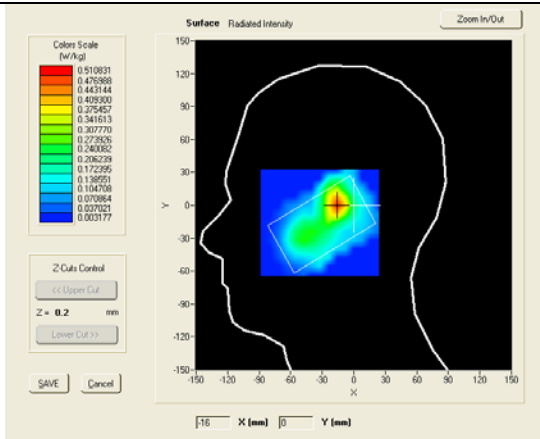 Surface Radiated Intensity
Zoom In/Out
Colors Scale
(W/kg)
0.510831
0.476988
0.443144
0.409300
0.375457
0.341613
0.307770
0.273926
0.240082
0.206239
0.172395
0.138551
0.104708
0.070864
0.037021
0.003177
Z-Cuts Control
<< Upper Cut
Z = 0.2 mm
Lower Cut >>
SAVE Cancel
150-
120-
90-
60-
30-
0-
-30-
-60-
-90-
-120-
-150-
Y
-150 -120 -90 -60 -30 0 30 60 90 120 150
X
-16 X (mm) 0 Y (mm)